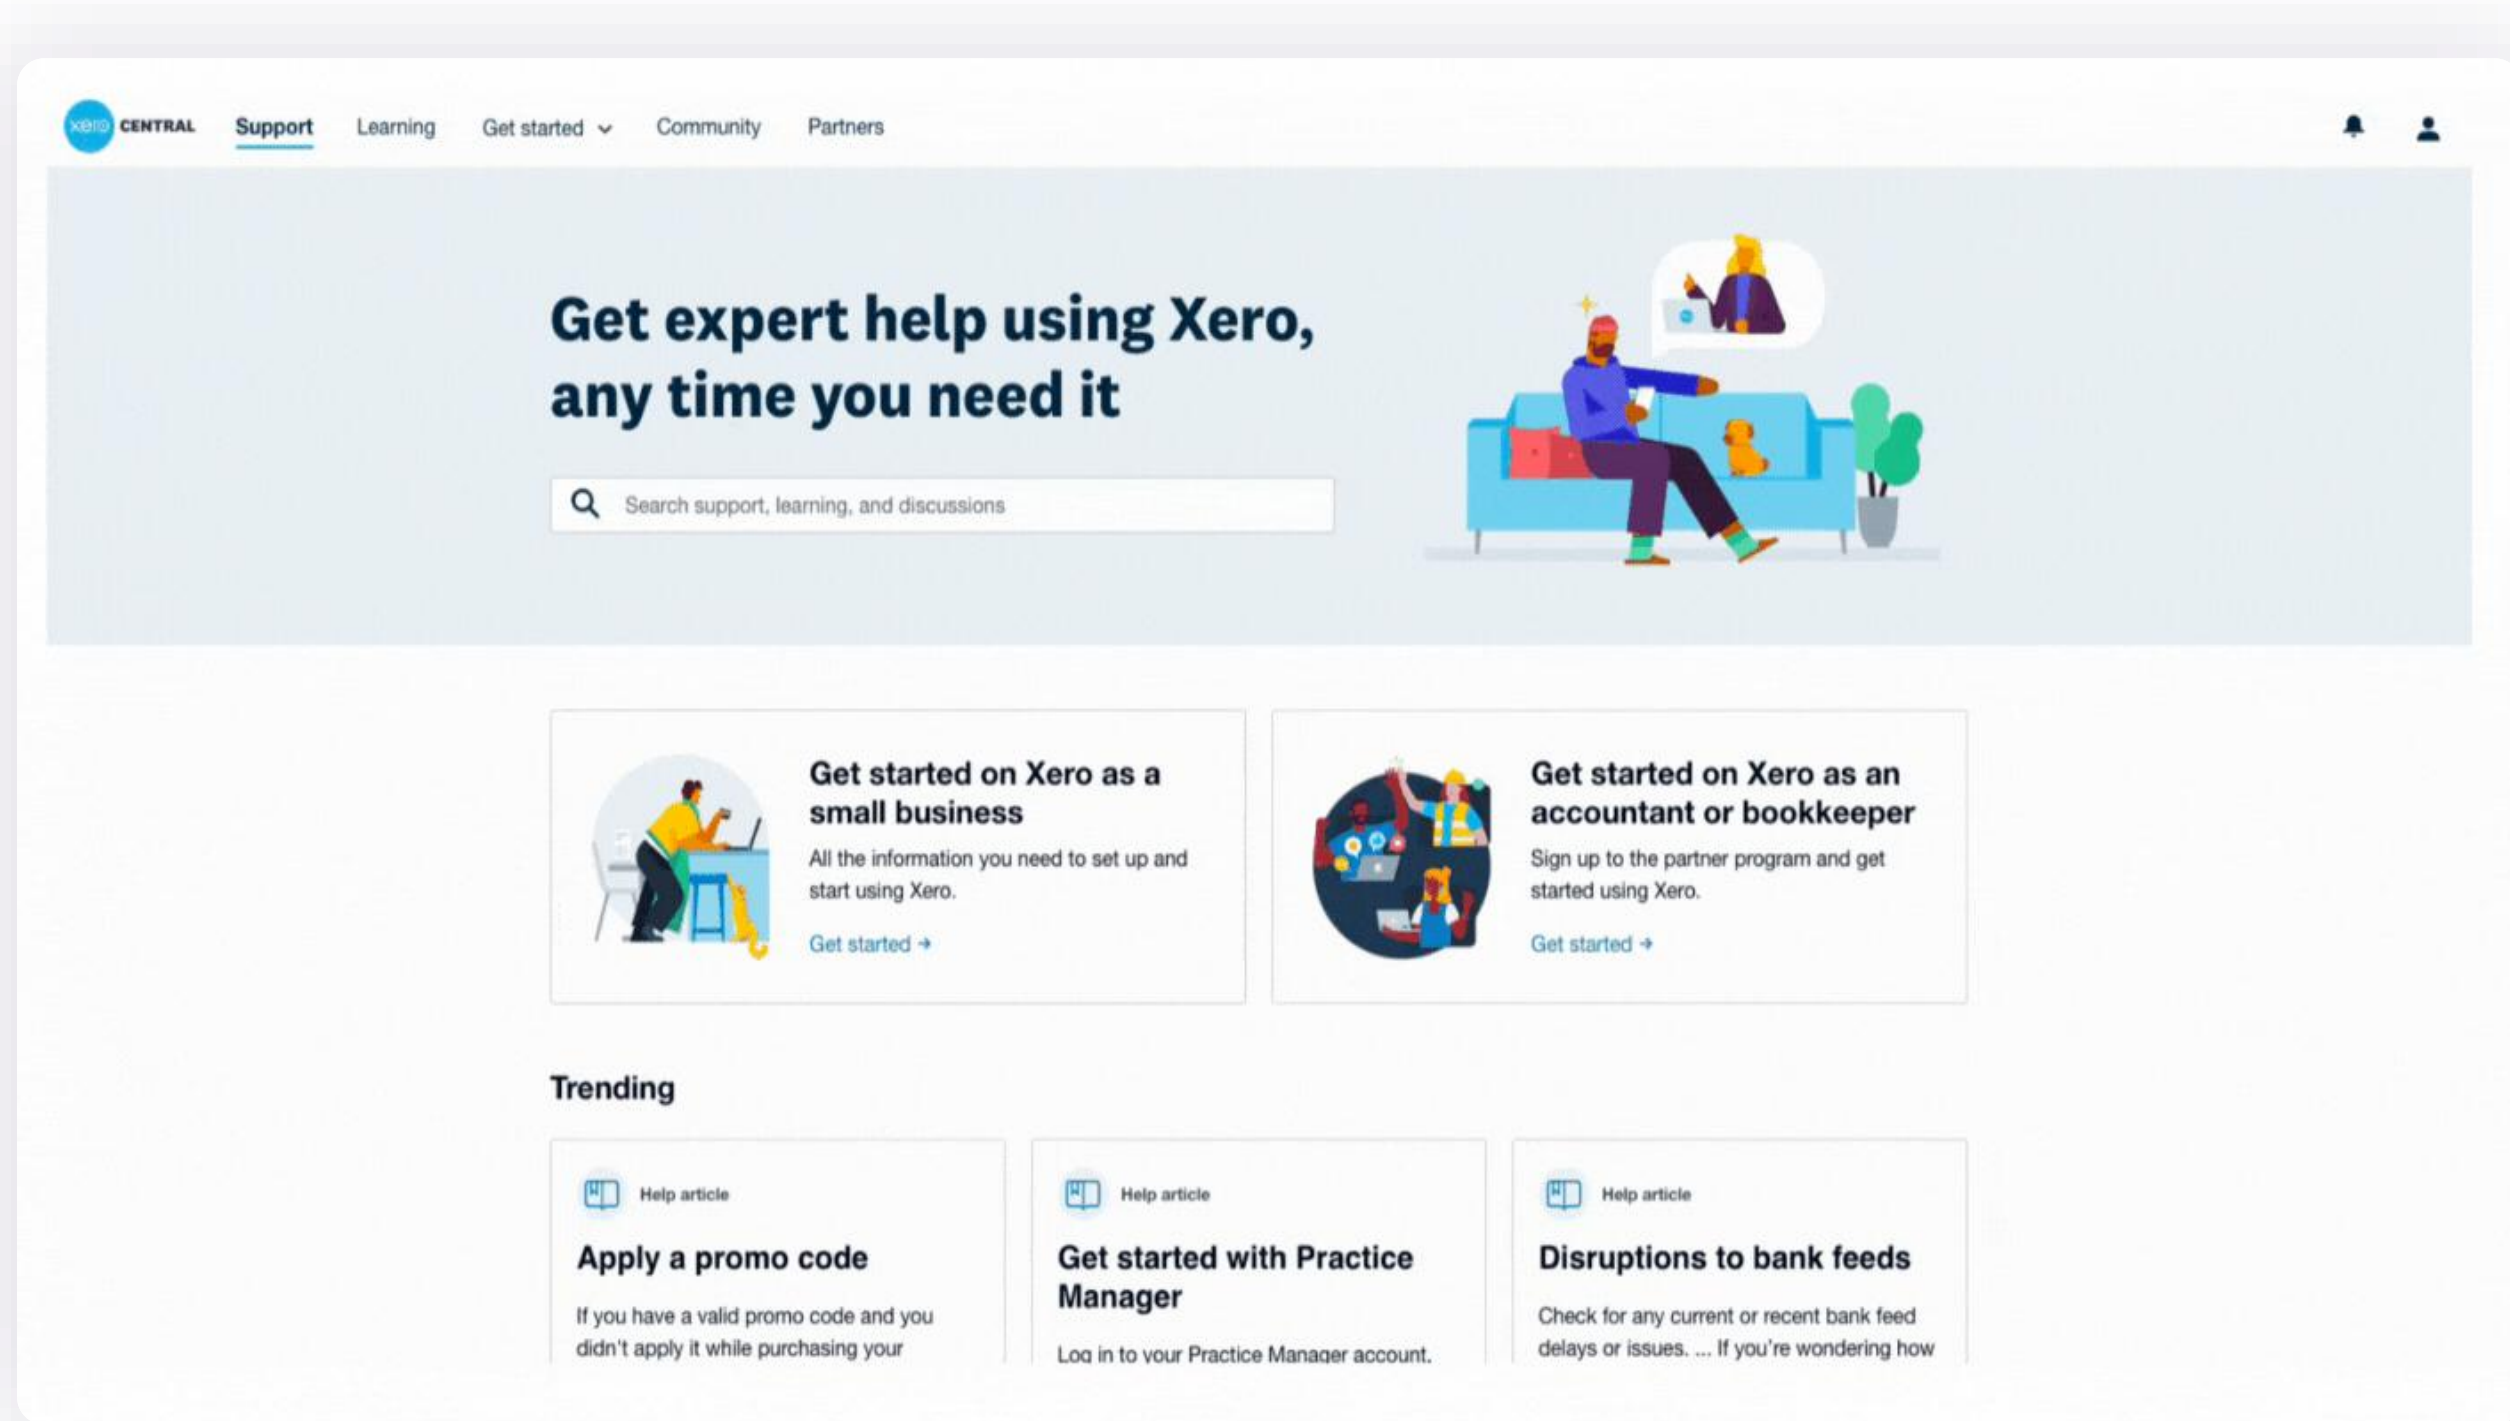 xero CENTRAL Support Learning Get started Community Partners
Get expert help using Xero,
any time you need it
Search support, learning, and discussions
Get started on Xero as a
small business
All the information you need to set up and
start using Xero.
Get started →
Get started on Xero as an
accountant or bookkeeper
Sign up to the partner program and get
started using Xero.
Get started →
Trending
Help article
Apply a promo code
If you have a valid promo code and you
didn't apply it while purchasing your
Help article
Get started with Practice
Manager
Log in to your Practice Manager account.
Help article
Disruptions to bank feeds
Check for any current or recent bank feed
delays or issues. ... If you're wondering how